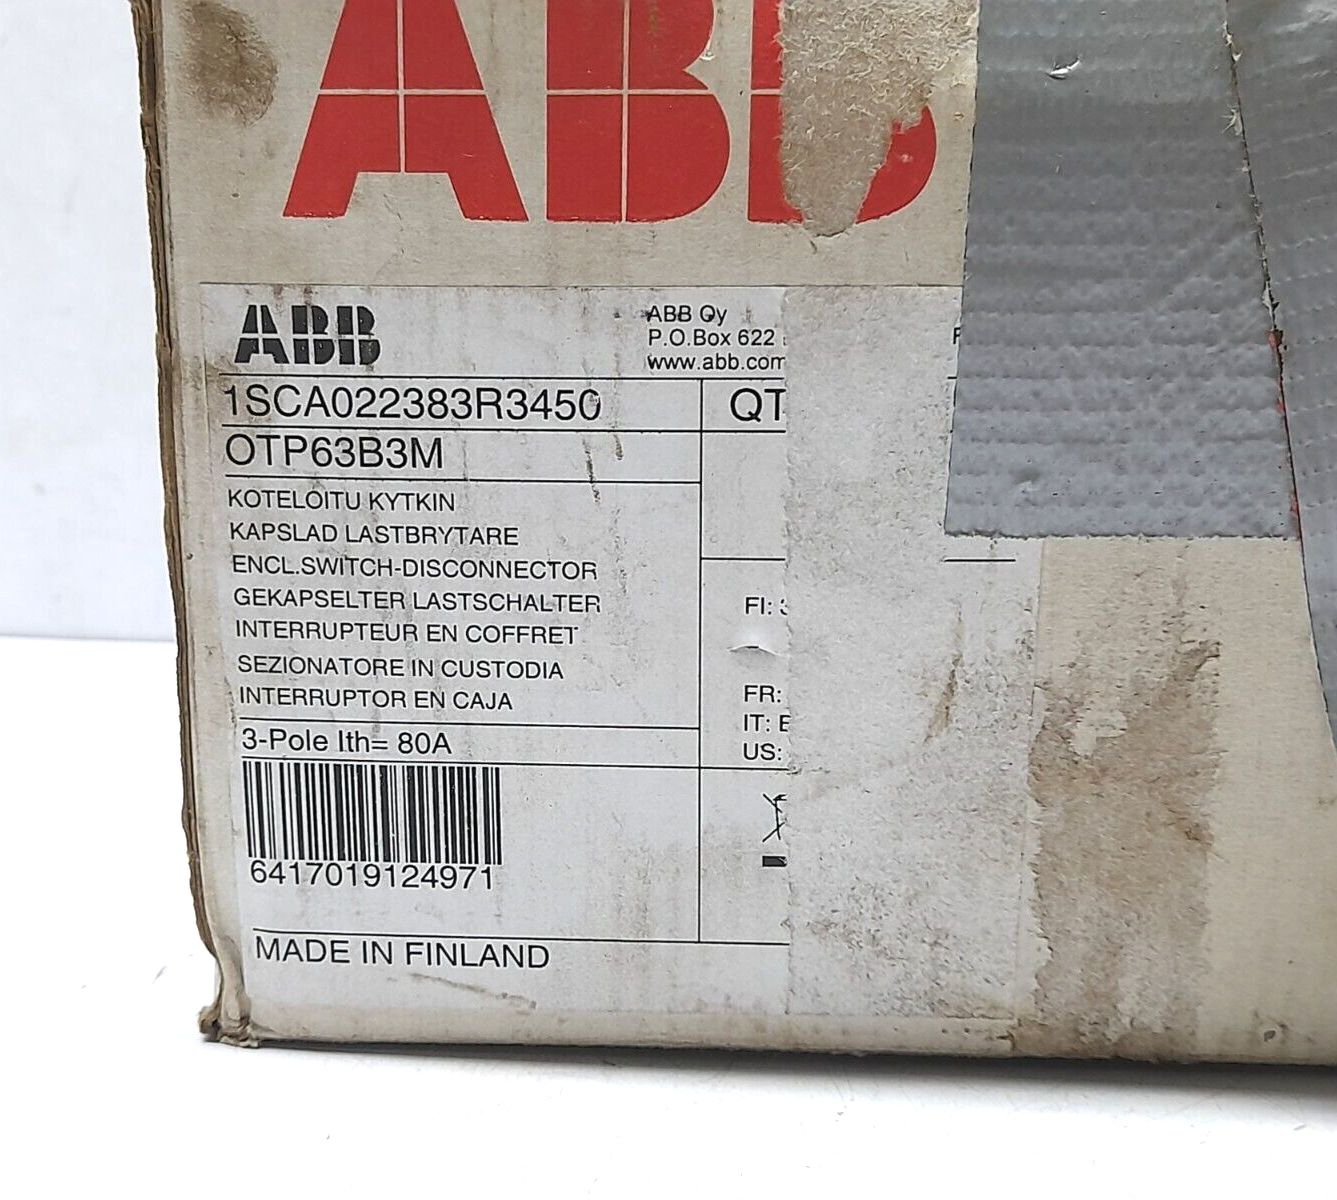 ABB
ABB
ABB Oy
P.O.Box 622
www.abb.com
1SCA022383R3450
OTP63B3M
KOTELOITU KYTKIN
KAPSLAD LASTBRYTARE
ENCL.SWITCH-DISCONNECTOR
GEKAPSELTER LASTSCHALTER
INTERRUPTEUR EN COFFRET
SEZIONATORE IN CUSTODIA
INTERRUPTOR EN CAJA
FI:
FR:
IT:
US:
3-Pole Ith= 80A
6417019124971
MADE IN FINLAND